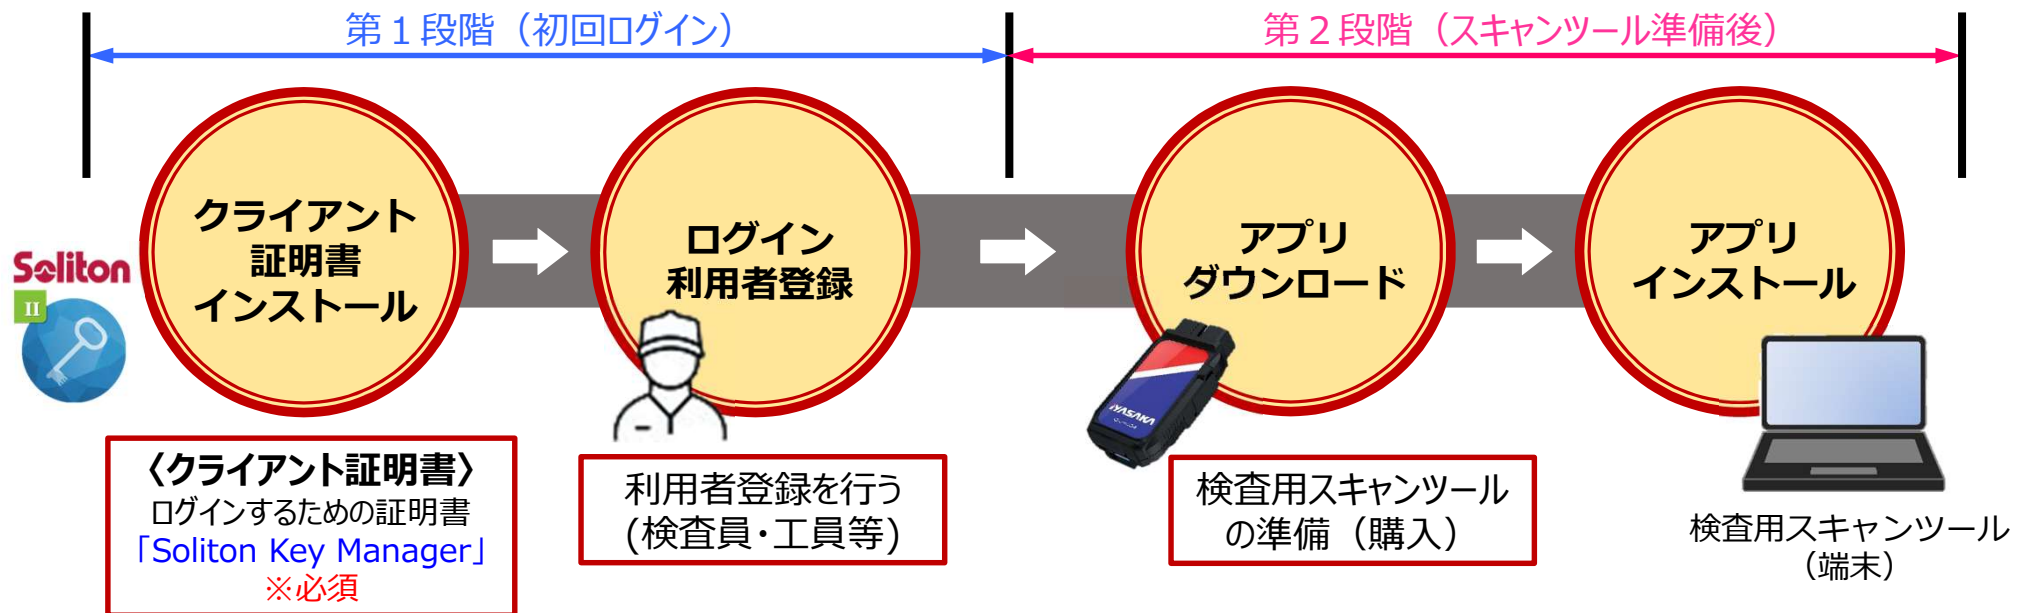 第1段階（初回ログイン）
第2段階（スキャンツール準備後）
クライアント
証明書
インストール
ログイン
利用者登録
アプリ
ダウンロード
アプリ
インストール
Soliton
II
iYASAKA
〈クライアント証明書〉
ログインするための証明書
「Soliton Key Manager」
※必須
利用者登録を行う
(検査員・工員等)
検査用スキャンツール
の準備（購入）
検査用スキャンツール
（端末）